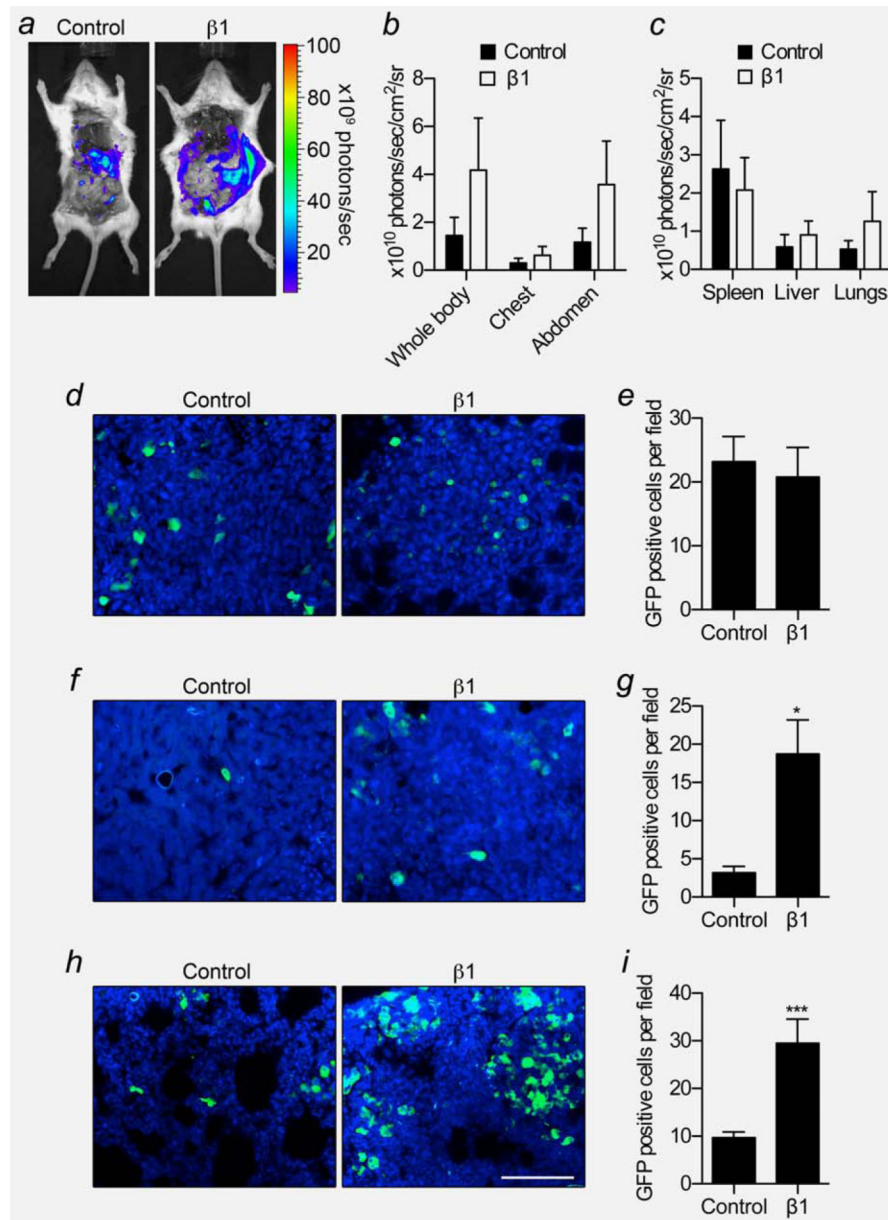 a
Control
β1
100
80
60
40
20
x10⁹ photons/sec
b
Control
β1
x10¹⁰ photons/sec/cm²/sr
8
6
4
2
0
Whole body
Chest
Abdomen
c
Control
β1
x10¹⁰ photons/sec/cm²/sr
5
4
3
2
1
0
Spleen Liver Lungs
d
Control
β1
e
GFP positive cells per field
30
20
10
0
Control β1
f
Control
β1
g
GFP positive cells per field
25
20
15
10
5
0
*
Control β1
h
Control
β1
i
GFP positive cells per field
40
30
20
10
0
***
Control β1